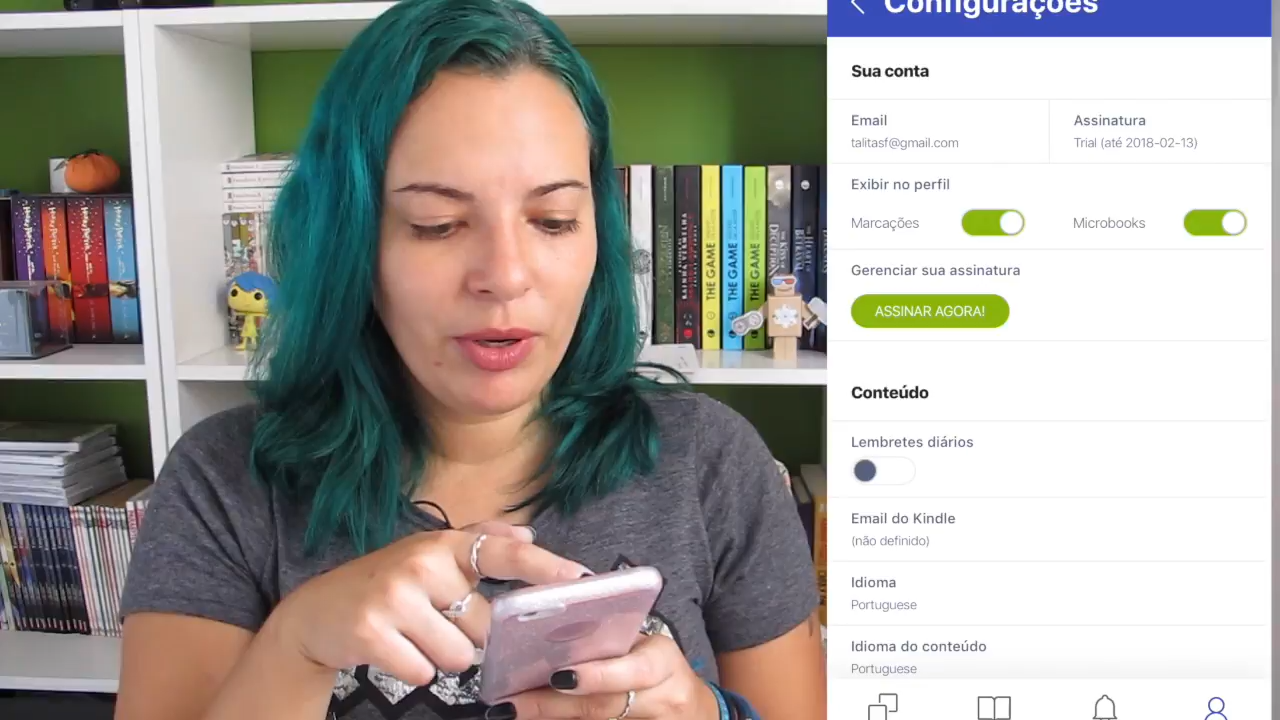 Configurações
Sua conta
Email
talitasf@gmail.com
Assinatura
Trial (até 2018-02-13)
Exibir no perfil
Marcações
Microbooks
Gerenciar sua assinatura
ASSINAR AGORA!
Conteúdo
Lembretes diários
Email do Kindle
(não definido)
Idioma
Portuguese
Idioma do conteúdo
Portuguese
RAINHA VERMELHA
THE GAME
THE GAME
THE GAME